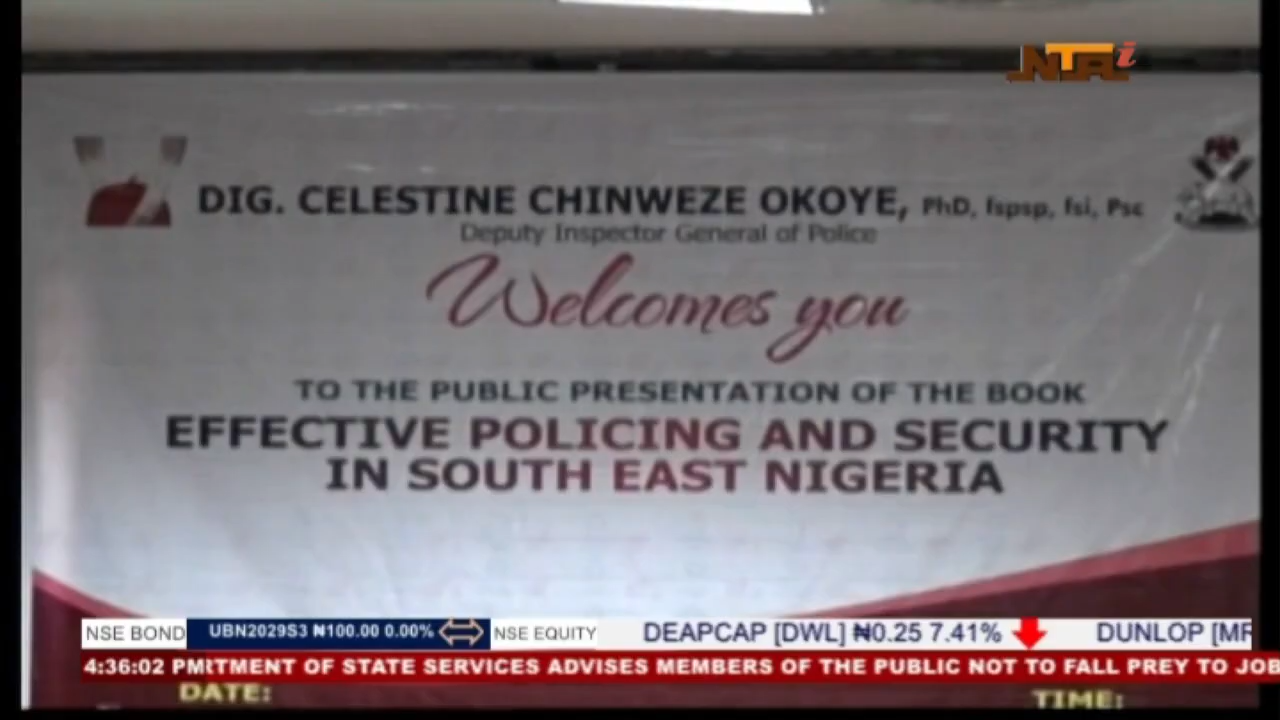 NTAi
DIG. CELESTINE CHINWEZE OKOYE, PhD, fspsp, fsi, Psc
Deputy Inspector General of Police
Welcomes you
TO THE PUBLIC PRESENTATION OF THE BOOK
EFFECTIVE POLICING AND SECURITY
IN SOUTH EAST NIGERIA
NSE BOND UBN2029S3 ₦100.00 0.00% NSE EQUITY DEAPCAP [DWL] ₦0.25 7.41% DUNLOP [MR
4:36:02 PM RTMENT OF STATE SERVICES ADVISES MEMBERS OF THE PUBLIC NOT TO FALL PREY TO JOB
DATE: TIME: